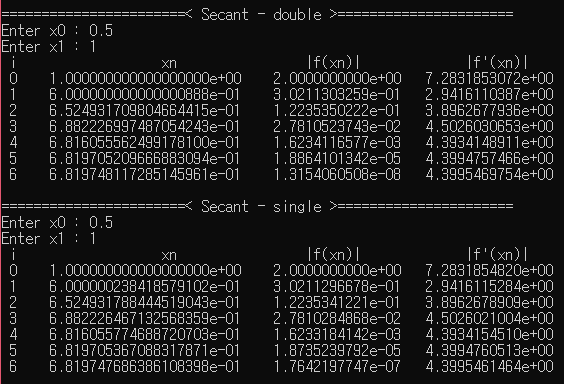 =======================< Secant - double >======================
Enter x0 : 0.5
Enter x1 : 1
i xn |f(xn)| |f'(xn)|
0 1.000000000000000000e+00 2.0000000000e+00 7.2831853072e+00
1 6.000000000000000888e-01 3.0211303259e-01 2.9416110387e+00
2 6.524931709804664415e-01 1.2235350222e-01 3.8962677936e+00
3 6.882226997487054243e-01 2.7810523743e-02 4.5026030653e+00
4 6.816055562499178100e-01 1.6234116577e-03 4.3934148911e+00
5 6.819705209666883094e-01 1.8864101342e-05 4.3994757466e+00
6 6.819748117285145961e-01 1.3154060508e-08 4.3995469754e+00
=======================< Secant - single >======================
Enter x0 : 0.5
Enter x1 : 1
i xn |f(xn)| |f'(xn)|
0 1.000000000000000000e+00 2.0000000000e+00 7.2831854820e+00
1 6.000000238418579102e-01 3.0211296678e-01 2.9416115284e+00
2 6.524931788444519043e-01 1.2235341221e-01 3.8962678909e+00
3 6.882226467132568359e-01 2.7810284868e-02 4.5026021004e+00
4 6.816055774688720703e-01 1.6233184142e-03 4.3934154510e+00
5 6.819705367088317871e-01 1.8735239792e-05 4.3994760513e+00
6 6.819747686386108398e-01 1.7642197747e-07 4.3995461464e+00